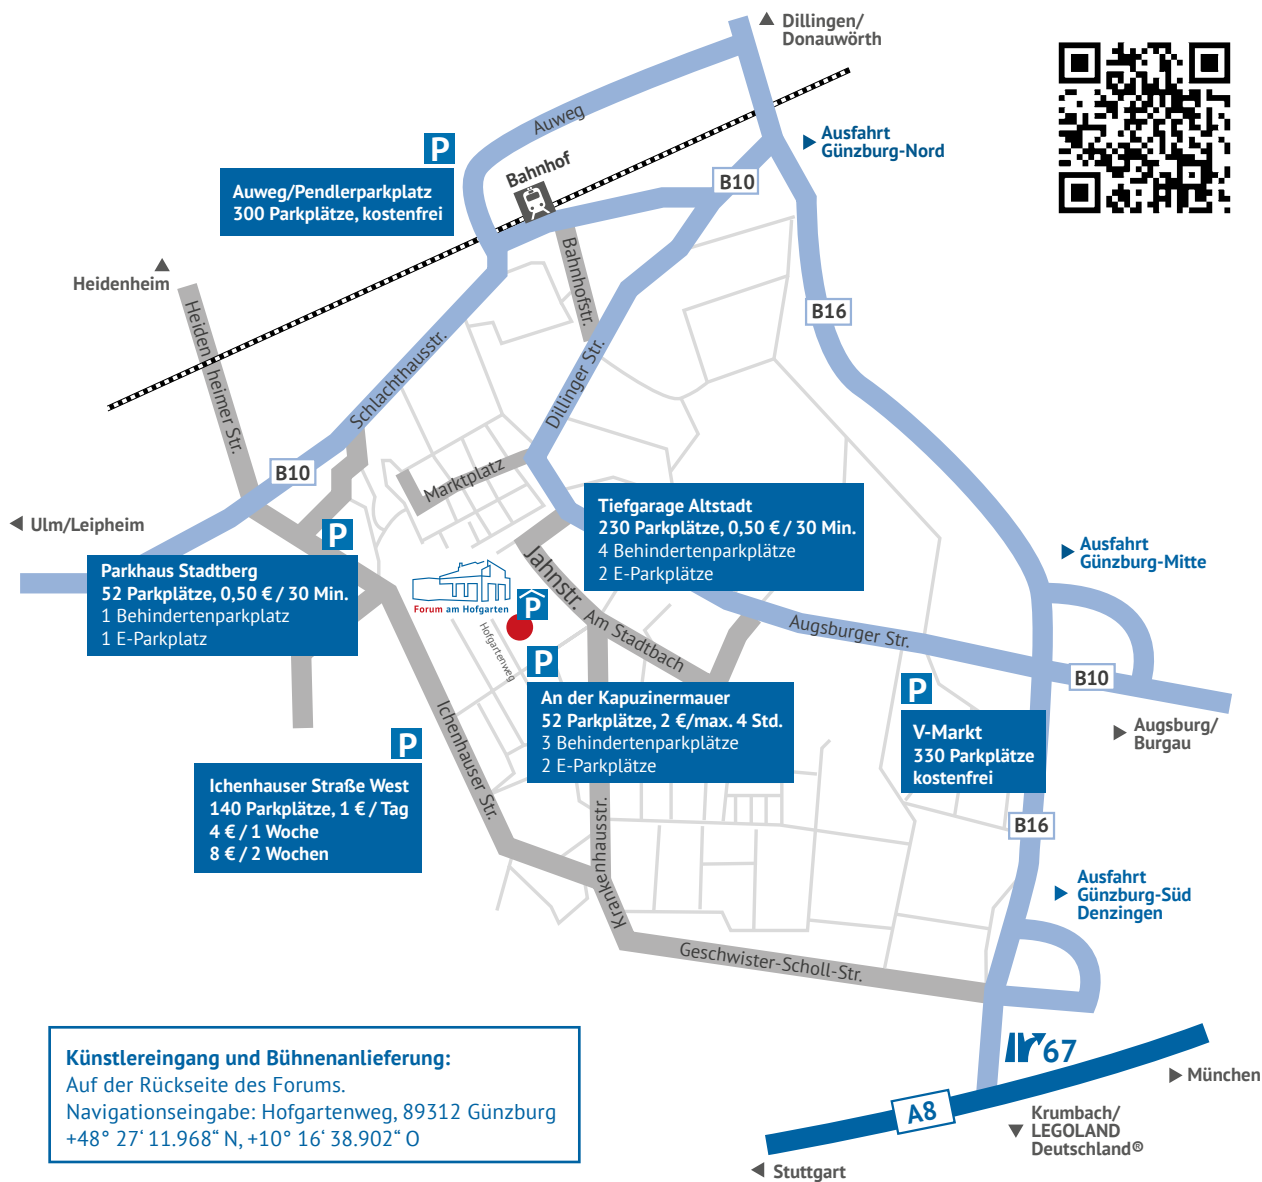 Dillingen/
Donauwörth
Auweg
Ausfahrt
Günzburg-Nord
P
Bahnhof
Auweg/Pendlerparkplatz
300 Parkplätze, kostenfrei
B10
Bahnhofstr.
Heidenheim
Heiden heimer Str.
B16
Schlachthausstr.
Dillinger Str.
B10
Marktplatz
Ulm/Leipheim
P
Tiefgarage Altstadt
230 Parkplätze, 0,50 € / 30 Min.
4 Behindertenparkplätze
2 E-Parkplätze
Ausfahrt
Günzburg-Mitte
Parkhaus Stadtberg
52 Parkplätze, 0,50 € / 30 Min.
1 Behindertenparkplatz
1 E-Parkplatz
Jahnstr.
Forum am Hofgarten
P
Am Stadtbach
Augsburger Str.
Hofgartenweg
P
An der Kapuzinermauer
52 Parkplätze, 2 €/max. 4 Std.
3 Behindertenparkplätze
2 E-Parkplätze
B10
P
V-Markt
330 Parkplätze
kostenfrei
Augsburg/
Burgau
Ichenhauser Str.
P
Ichenhauser Straße West
140 Parkplätze, 1 € / Tag
4 € / 1 Woche
8 € / 2 Wochen
Krankenhausstr.
B16
Ausfahrt
Günzburg-Süd
Denzingen
Geschwister-Scholl-Str.
Künstlereingang und Bühnenanlieferung:
Auf der Rückseite des Forums.
Navigationseingabe: Hofgartenweg, 89312 Günzburg
+48° 27‘ 11.968“ N, +10° 16‘ 38.902“ O
67
München
A8
Krumbach/
LEGOLAND
Deutschland®
Stuttgart